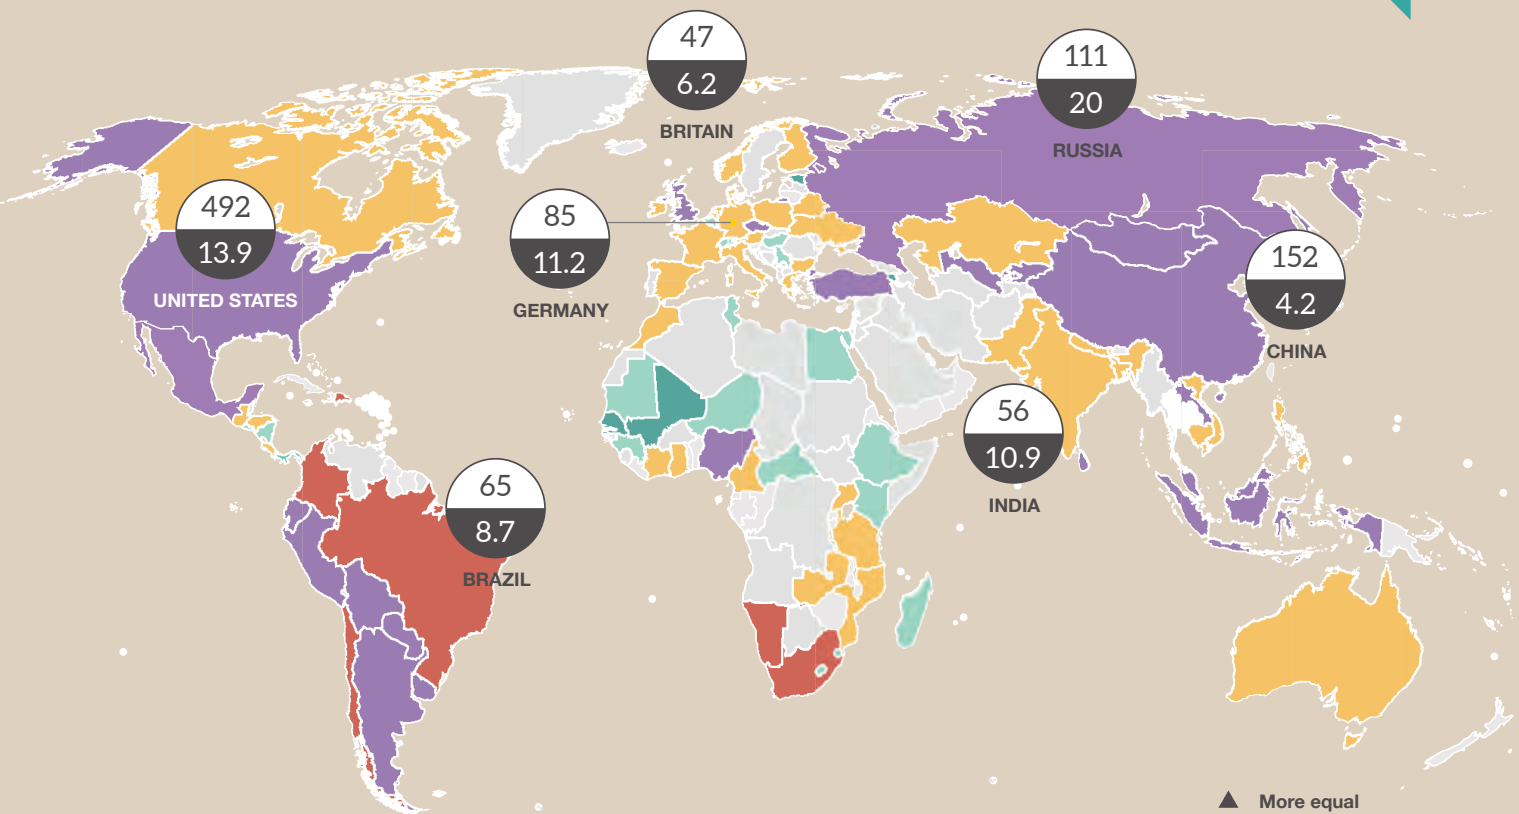 47
6.2
BRITAIN
111
20
RUSSIA
492
13.9
UNITED STATES
85
11.2
GERMANY
152
4.2
CHINA
56
10.9
INDIA
65
8.7
BRAZIL
More equal